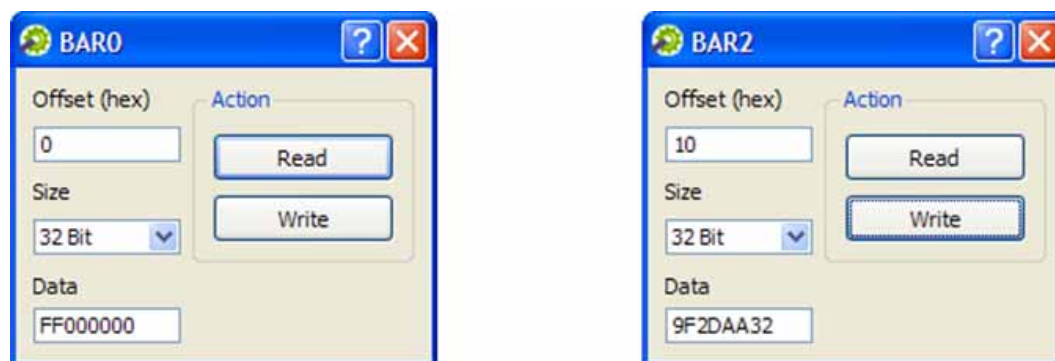 BAR0
Offset (hex)
Action
0
Read
Size
Write
32 Bit
Data
FF000000
BAR2
Offset (hex)
Action
10
Read
Size
Write
32 Bit
Data
9F2DAA32